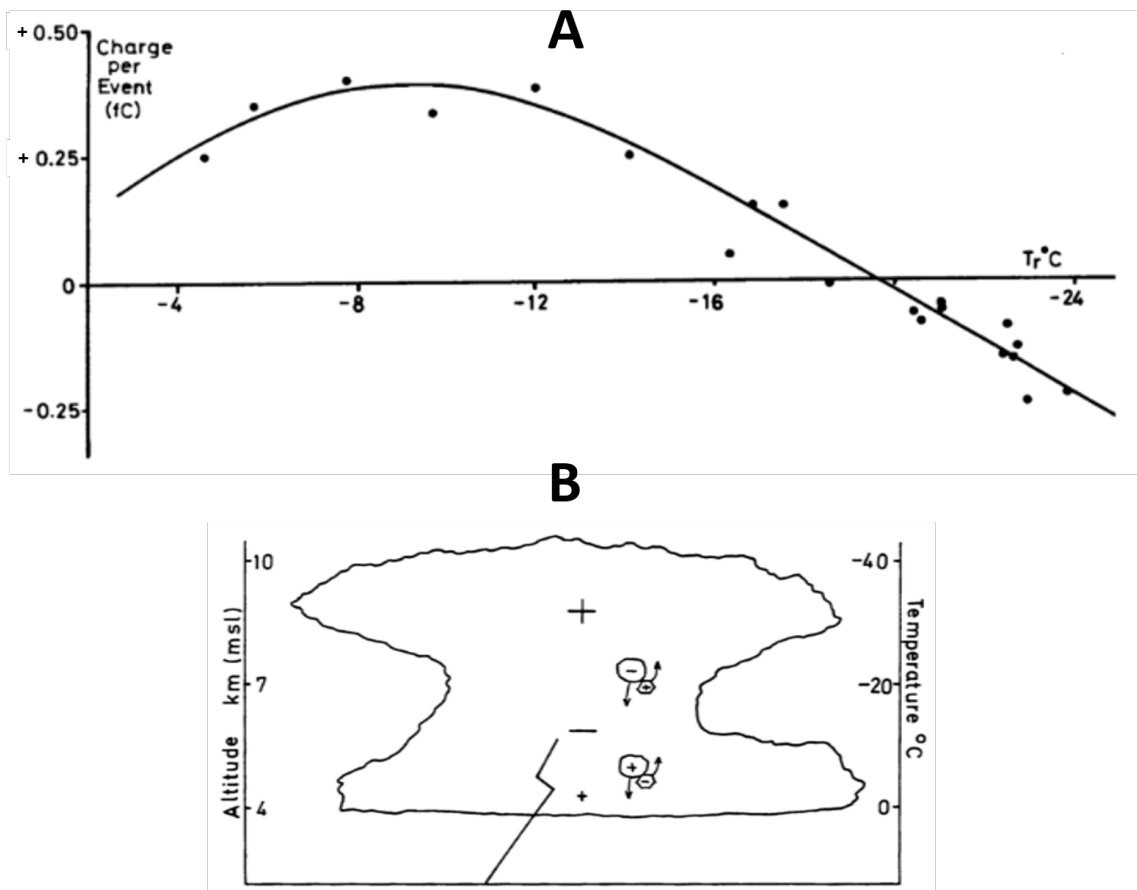 A
+ 0.50
Charge
per
Event
(fC)
+ 0.25
Tr°C
0
-4
-8
-12
-16
-24
-0.25
B
10
-40
+
Altitude km (msl)
Temperature °C
-
+
7
-20
-
+
-
4
+
0